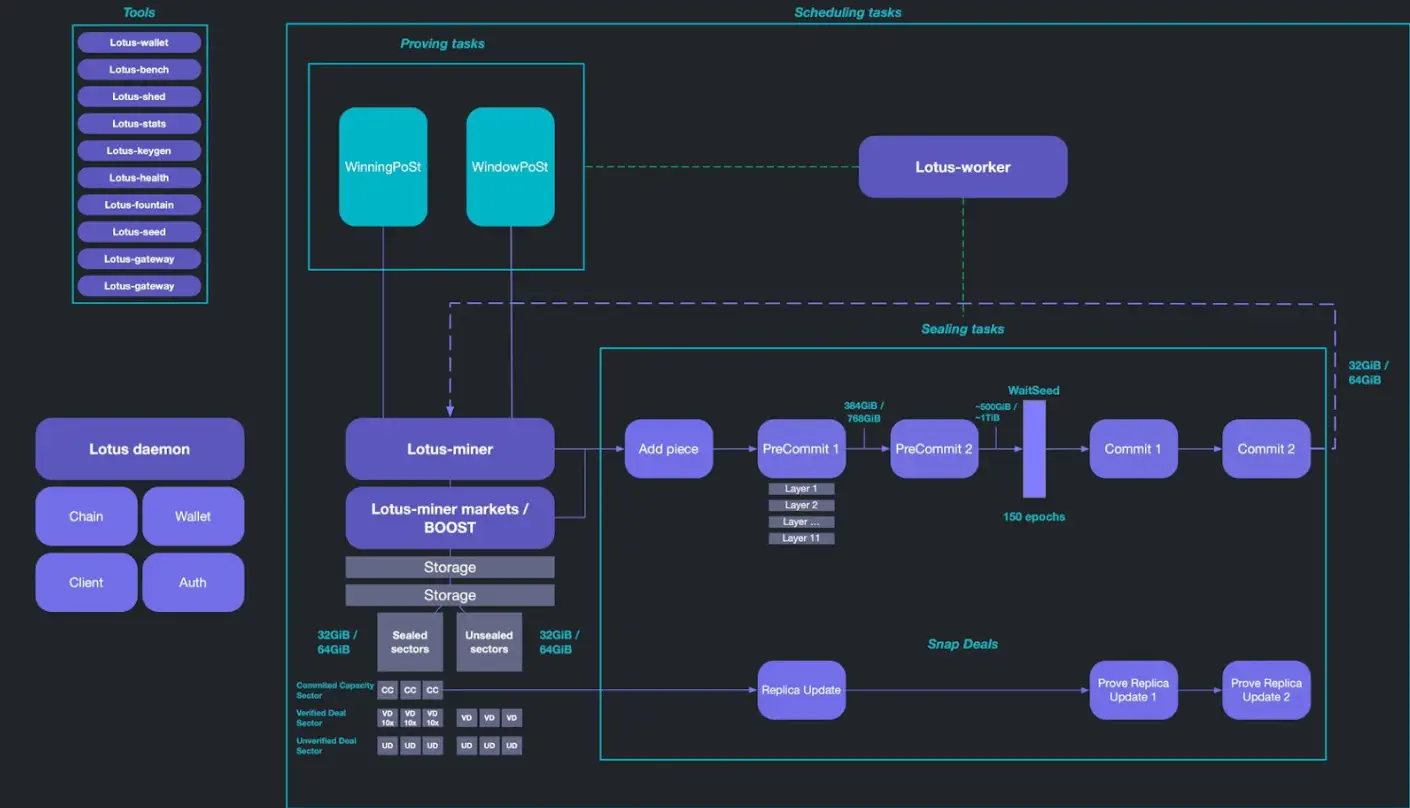 Tools
Lotus-wallet
Lotus-bench
Lotus-shed
Lotus-stats
Lotus-keygen
Lotus-health
Lotus-fountain
Lotus-seed
Lotus-gateway
Lotus-gateway
Lotus daemon
Chain
Wallet
Client
Auth
Scheduling tasks
Proving tasks
WinningPoSt
WindowPoSt
Lotus-worker
Lotus-miner
Lotus-miner markets /
BOOST
Storage
Storage
32GiB /
64GiB
Sealed
sectors
Unsealed
sectors
32GiB /
64GiB
Commited Capacity
Sector
CC CC CC
Verified Deal
Sector
VD
10x
VD
10x
VD
10x
VD VD VD
Unverified Deal
Sector
UD UD UD
UD UD UD
Sealing tasks
Add piece
PreCommit 1
Layer 1
Layer 2
Layer ...
Layer 11
384GiB /
768GiB
PreCommit 2
~500GiB /
~1TiB
WaitSeed
150 epochs
Commit 1
Commit 2
32GiB /
64GiB
Snap Deals
Replica Update
Prove Replica
Update 1
Prove Replica
Update 2